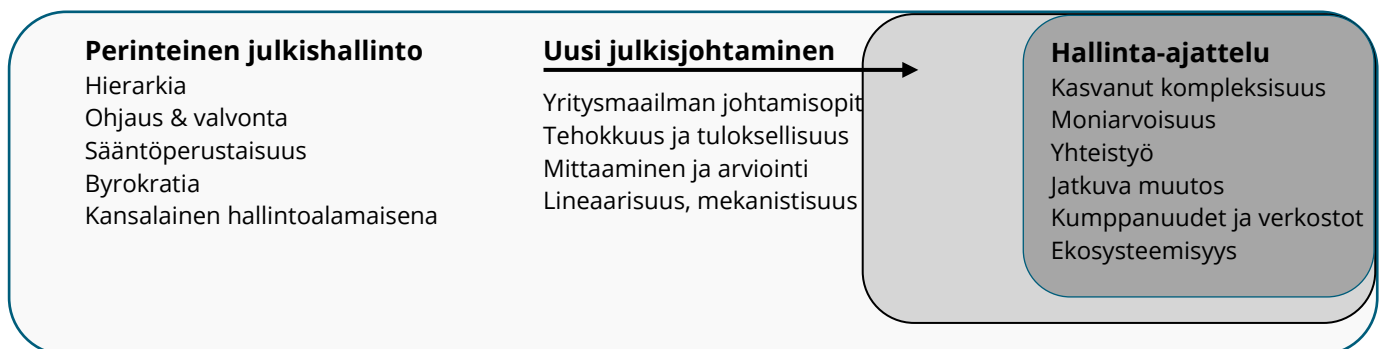 Perinteinen julkishallinto
Hierarkia
Ohjaus & valvonta
Sääntöperustaisuus
Byrokratia
Kansalainen hallintoalamaisena
Uusi julkisjohtaminen
Yritysmaailman johtamisopit
Tehokkuus ja tuloksellisuus
Mittaaminen ja arviointi
Lineaarisuus, mekanistisuus
Hallinta-ajattelu
Kasvanut kompleksisuus
Moniarvoisuus
Yhteistyö
Jatkuva muutos
Kumppanuudet ja verkostot
Ekosysteemisyys